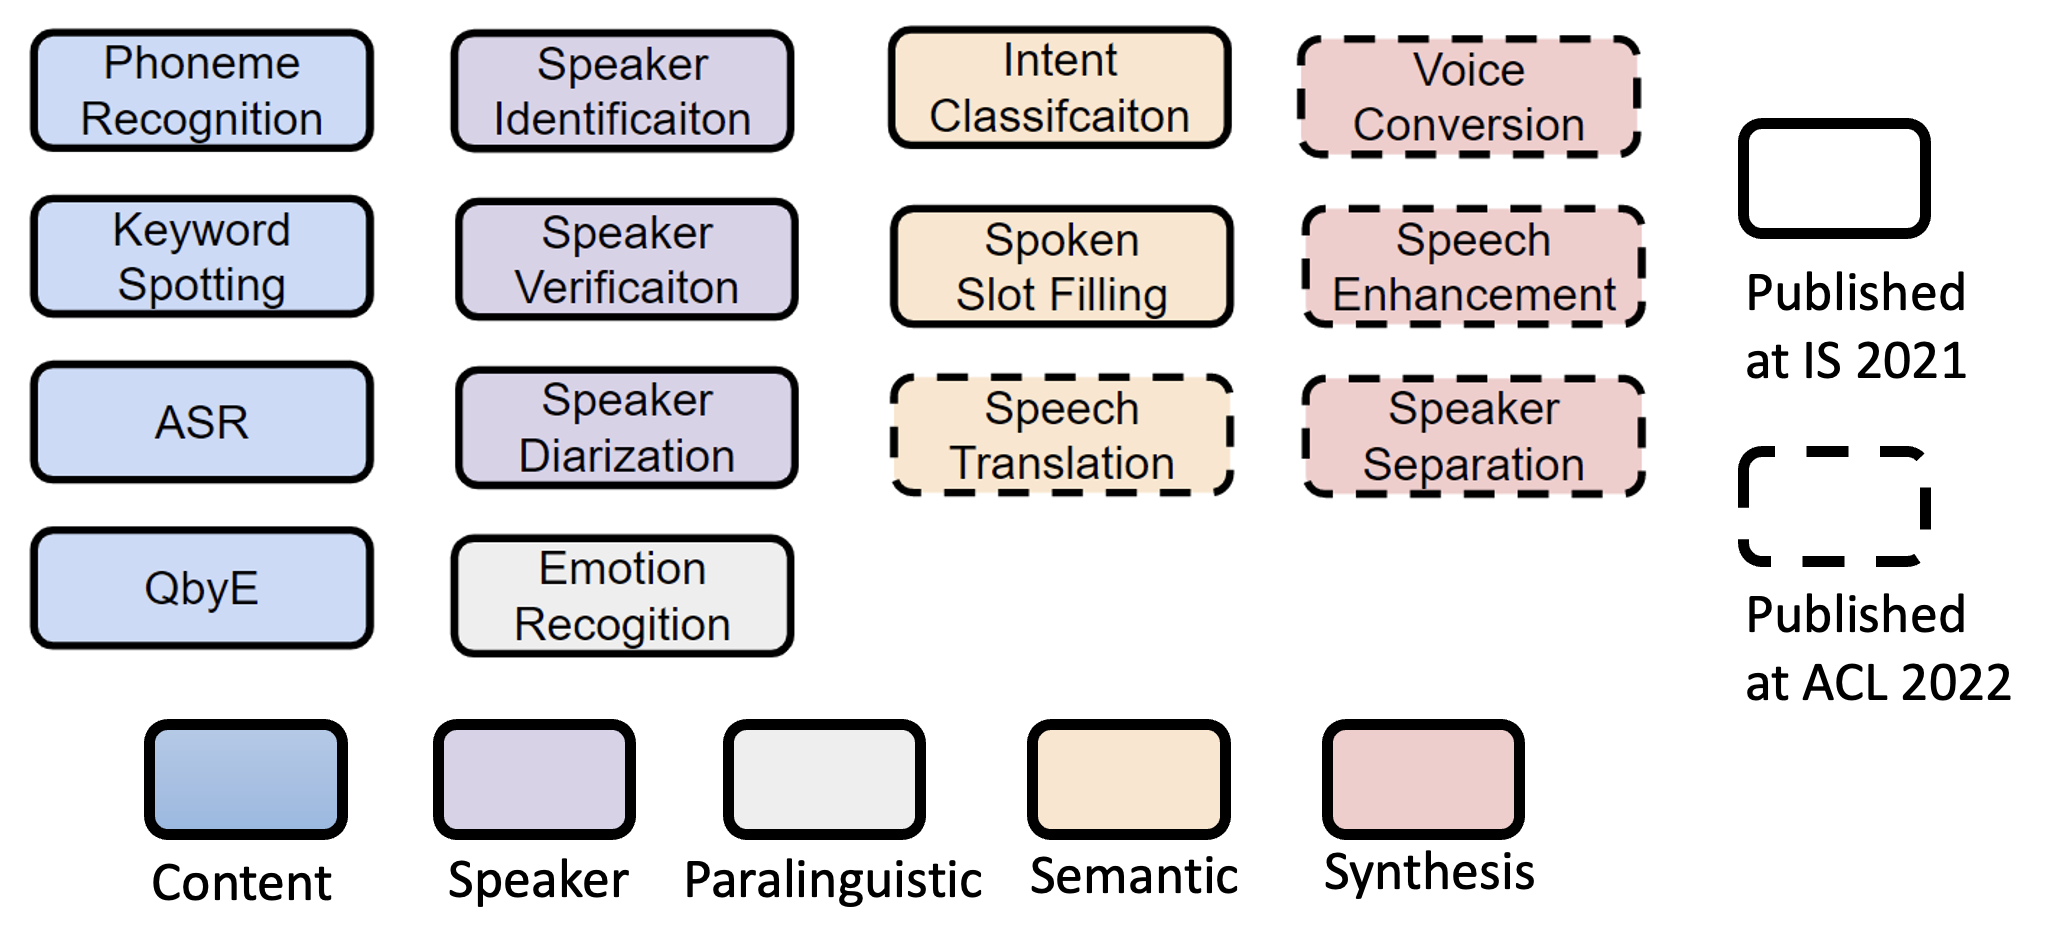 Phoneme
Recognition
Speaker
Identificaiton
Intent
Classifcaiton
Voice
Conversion
Keyword
Spotting
Speaker
Verificaiton
Spoken
Slot Filling
Speech
Enhancement
ASR
Speaker
Diarization
Speech
Translation
Speaker
Separation
QbyE
Emotion
Recogition
Published
at IS 2021
Published
at ACL 2022
Content
Speaker
Paralinguistic
Semantic
Synthesis